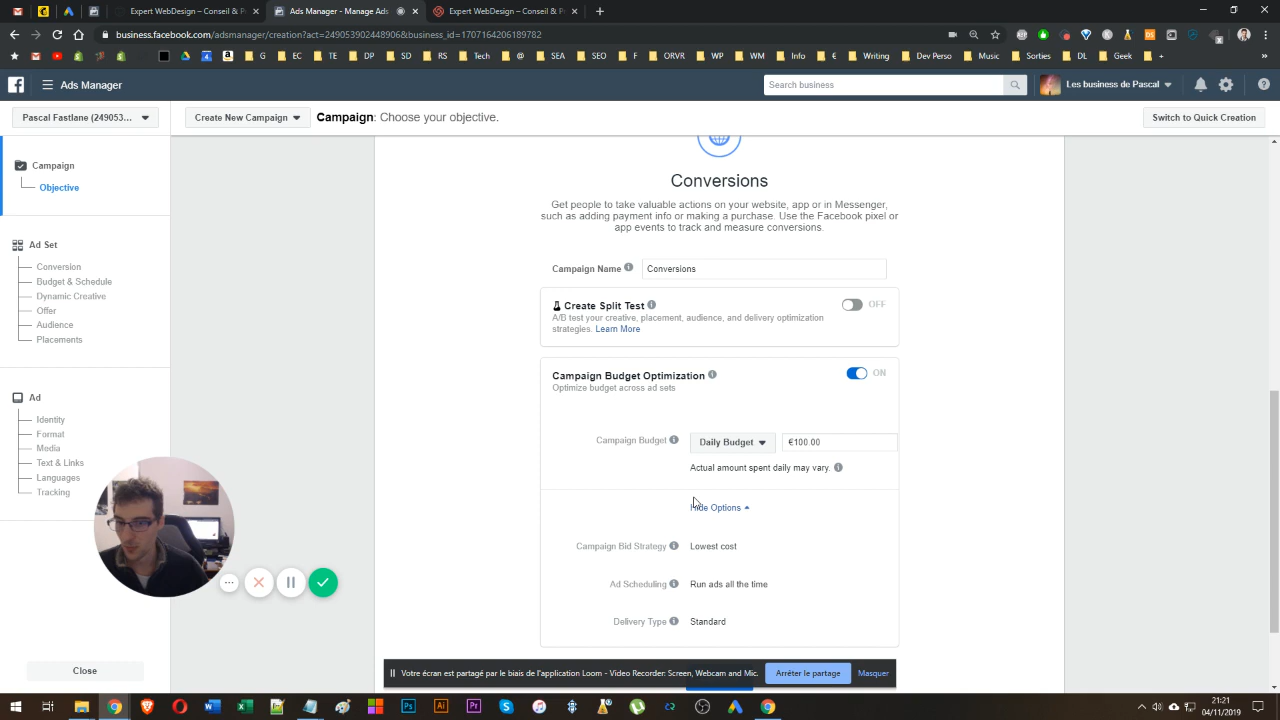 Expert WebDesign – Conseil & P
Ads Manager - Manage Ads
Expert WebDesign – Conseil & P
business.facebook.com/adsmanager/creation?act=249053902448069&business_id=1707164206189782
EC
TE
DP
SD
RS
Tech
@
SEA
SEO
F
ORVR
WP
WM
Info
€
Writing
Dev Perso
Music
Scooter
DL
Geek
Ads Manager
Search business
Les business de Pascal
Pascal Fastlane (249053...
Create New Campaign
Campaign: Choose your objective.
Switch to Quick Creation
Campaign
Objective
Ad Set
Conversion
Budget & Schedule
Dynamic Creative
Offer
Audience
Placements
Ad
Identity
Format
Media
Text & Links
Languages
Tracking
Close
Conversions
Get people to take valuable actions on your website, app or in Messenger,
such as adding payment info or making a purchase. Use the Facebook pixel or
app events to track and measure conversions.
Campaign Name
Conversions
Create Split Test
OFF
A/B test your creative, placement, audience, and delivery optimization
strategies. Learn More
Campaign Budget Optimization
ON
Optimize budget across ad sets
Campaign Budget
Daily Budget
€100.00
Actual amount spent daily may vary.
Hide Options
Campaign Bid Strategy
Lowest cost
Ad Scheduling
Run ads all the time
Delivery Type
Standard
Votre écran est partagé par le biais de l'application Loom - Video Recorder: Screen, Webcam and Mic.
Arrêter le partage
Masquer
21:21
04/11/2019